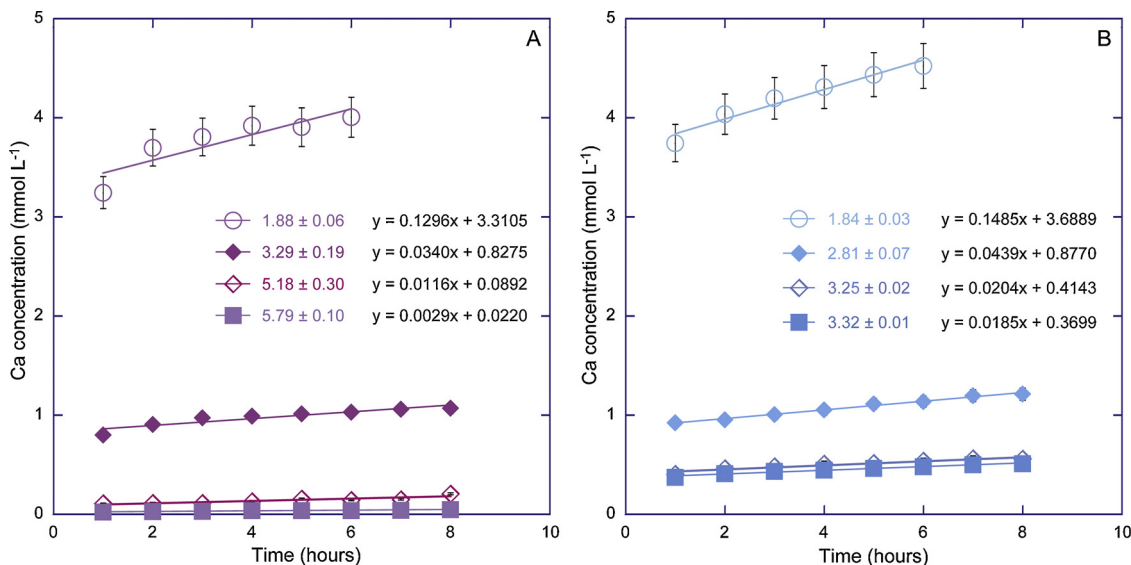 A
Ca concentration (mmol L-1)
5
4
3
2
1
0
1.88 ± 0.06 y = 0.1296x + 3.3105
3.29 ± 0.19 y = 0.0340x + 0.8275
5.18 ± 0.30 y = 0.0116x + 0.0892
5.79 ± 0.10 y = 0.0029x + 0.0220
0 2 4 6 8 10
Time (hours)
B
Ca concentration (mmol L-1)
5
4
3
2
1
0
1.84 ± 0.03 y = 0.1485x + 3.6889
2.81 ± 0.07 y = 0.0439x + 0.8770
3.25 ± 0.02 y = 0.0204x + 0.4143
3.32 ± 0.01 y = 0.0185x + 0.3699
0 2 4 6 8 10
Time (hours)